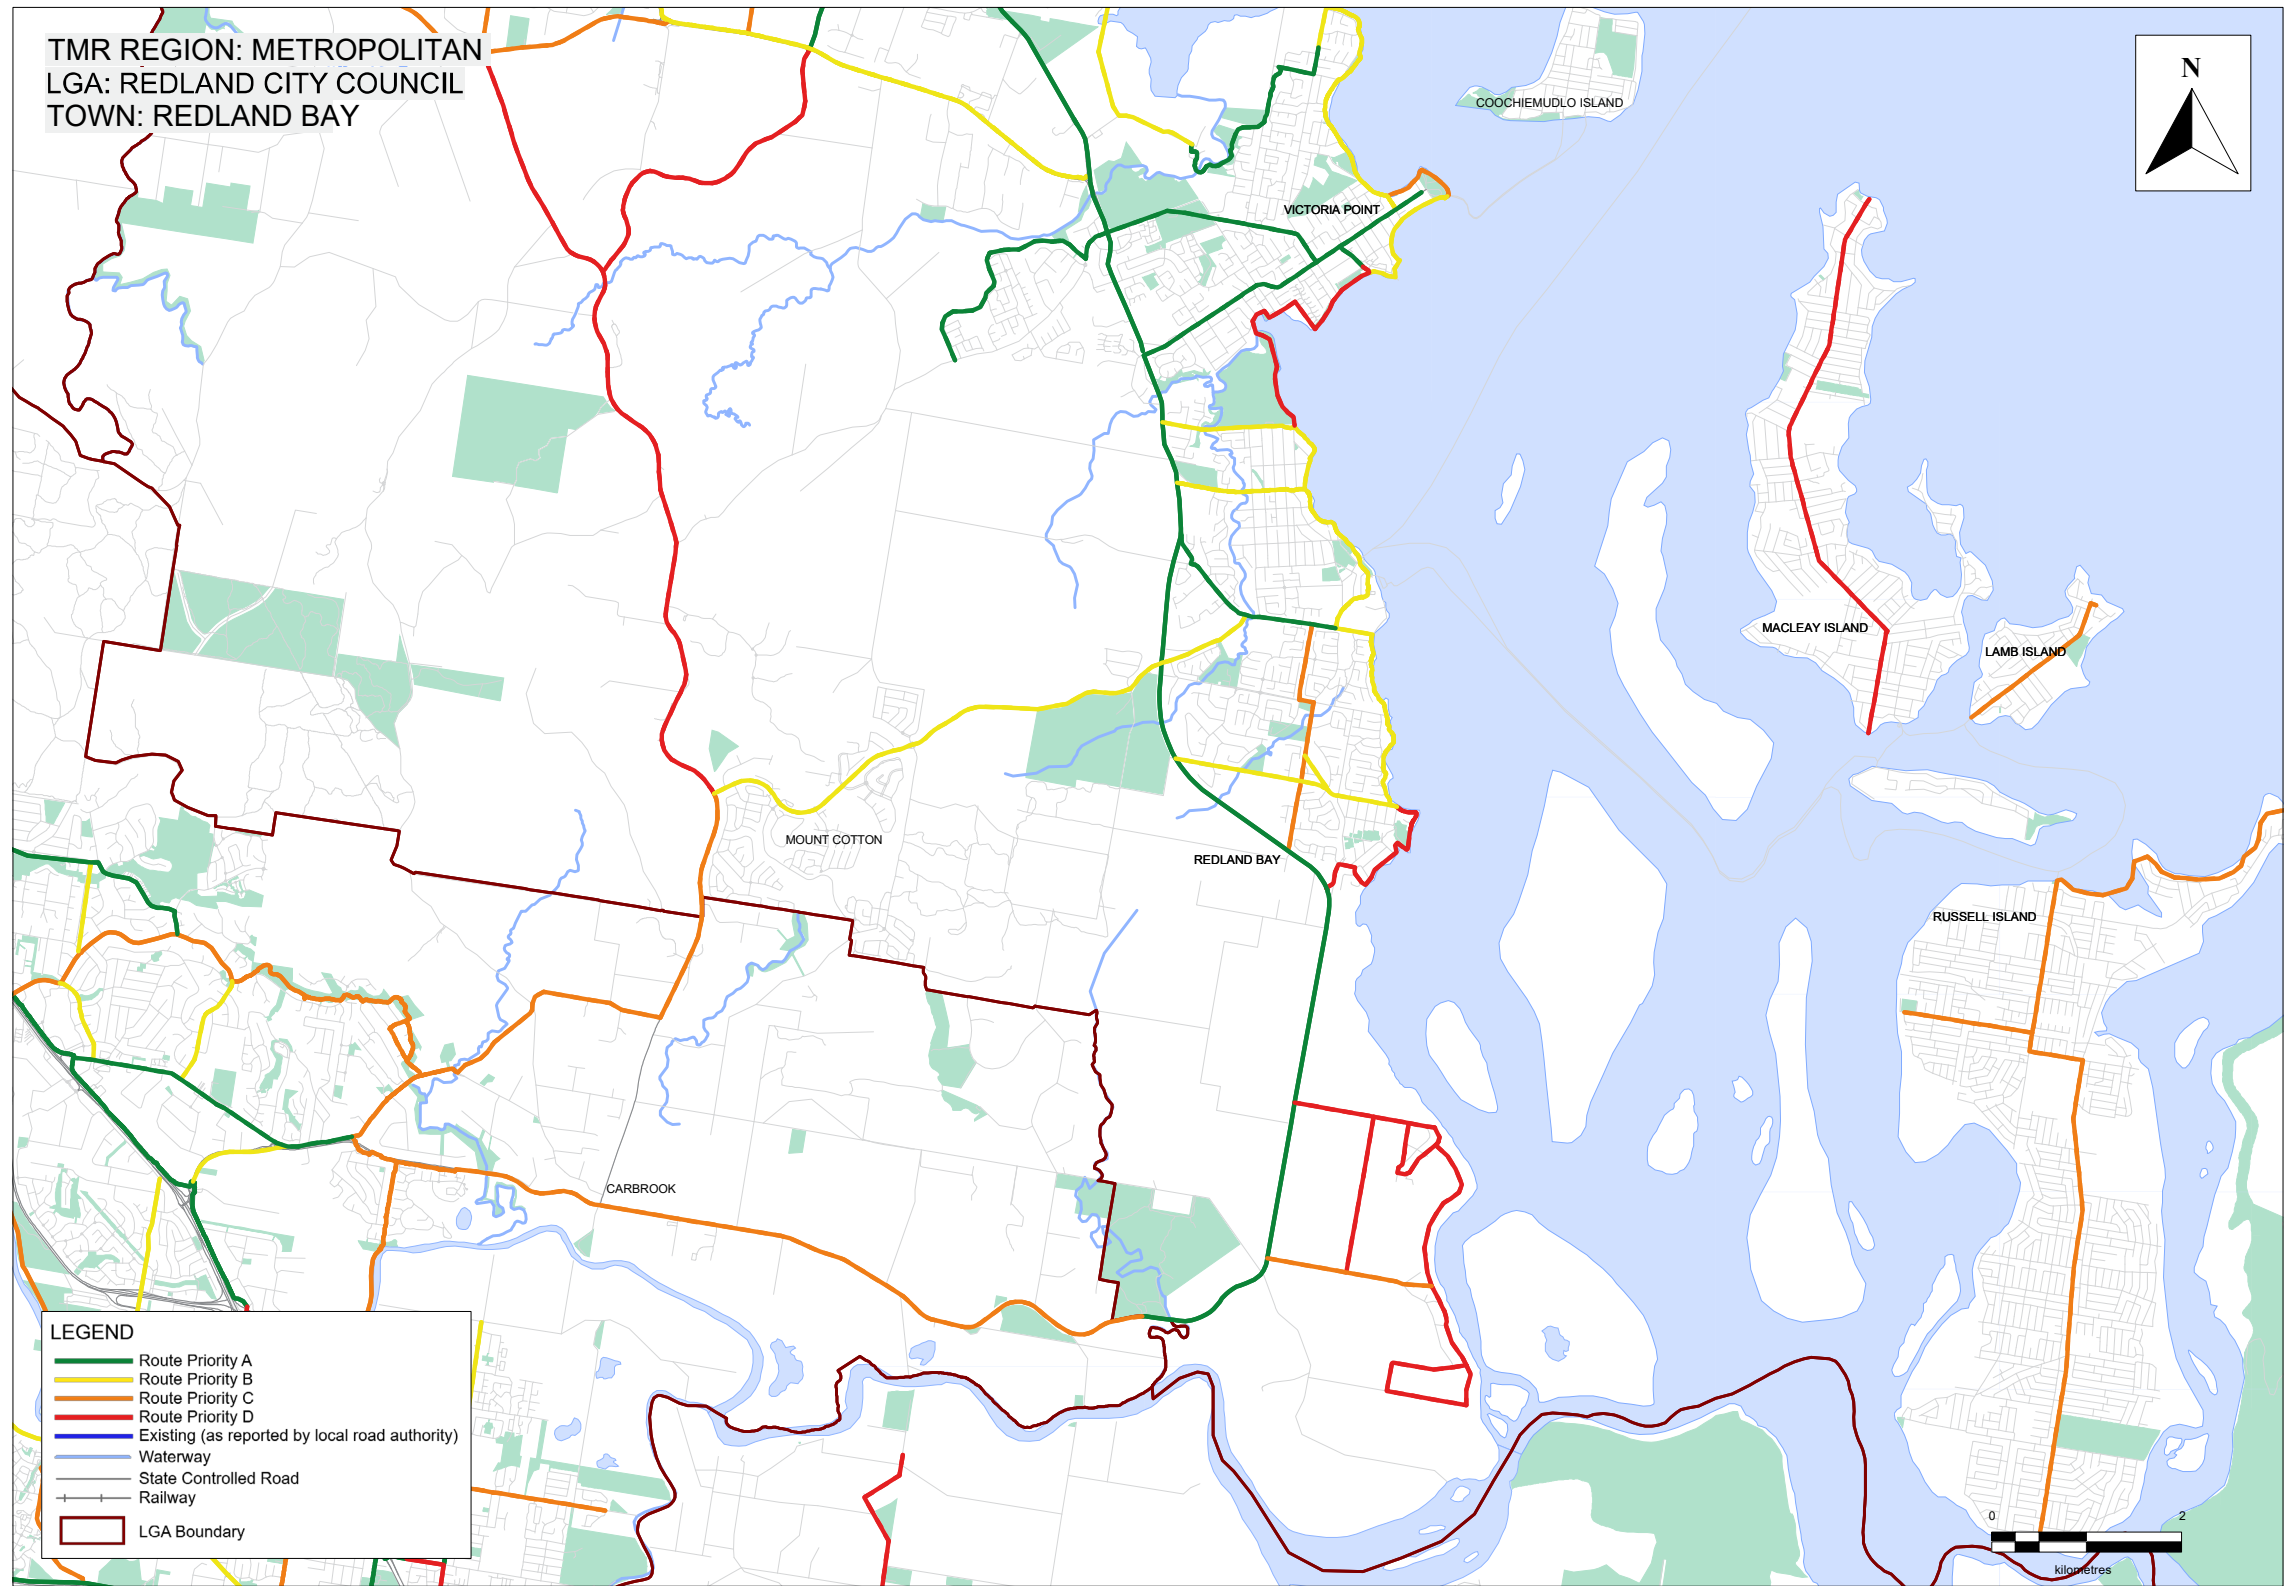 TMR REGION: METROPOLITAN
LGA: REDLAND CITY COUNCIL
TOWN: REDLAND BAY
N
COOCHIEMUDLO ISLAND
VICTORIA POINT
MACLEAY ISLAND
LAMB ISLAND
MOUNT COTTON
REDLAND BAY
RUSSELL ISLAND
CARBROOK
LEGEND
Route Priority A
Route Priority B
Route Priority C
Route Priority D
Existing (as reported by local road authority)
Waterway
State Controlled Road
Railway
LGA Boundary
0 2
kilometres